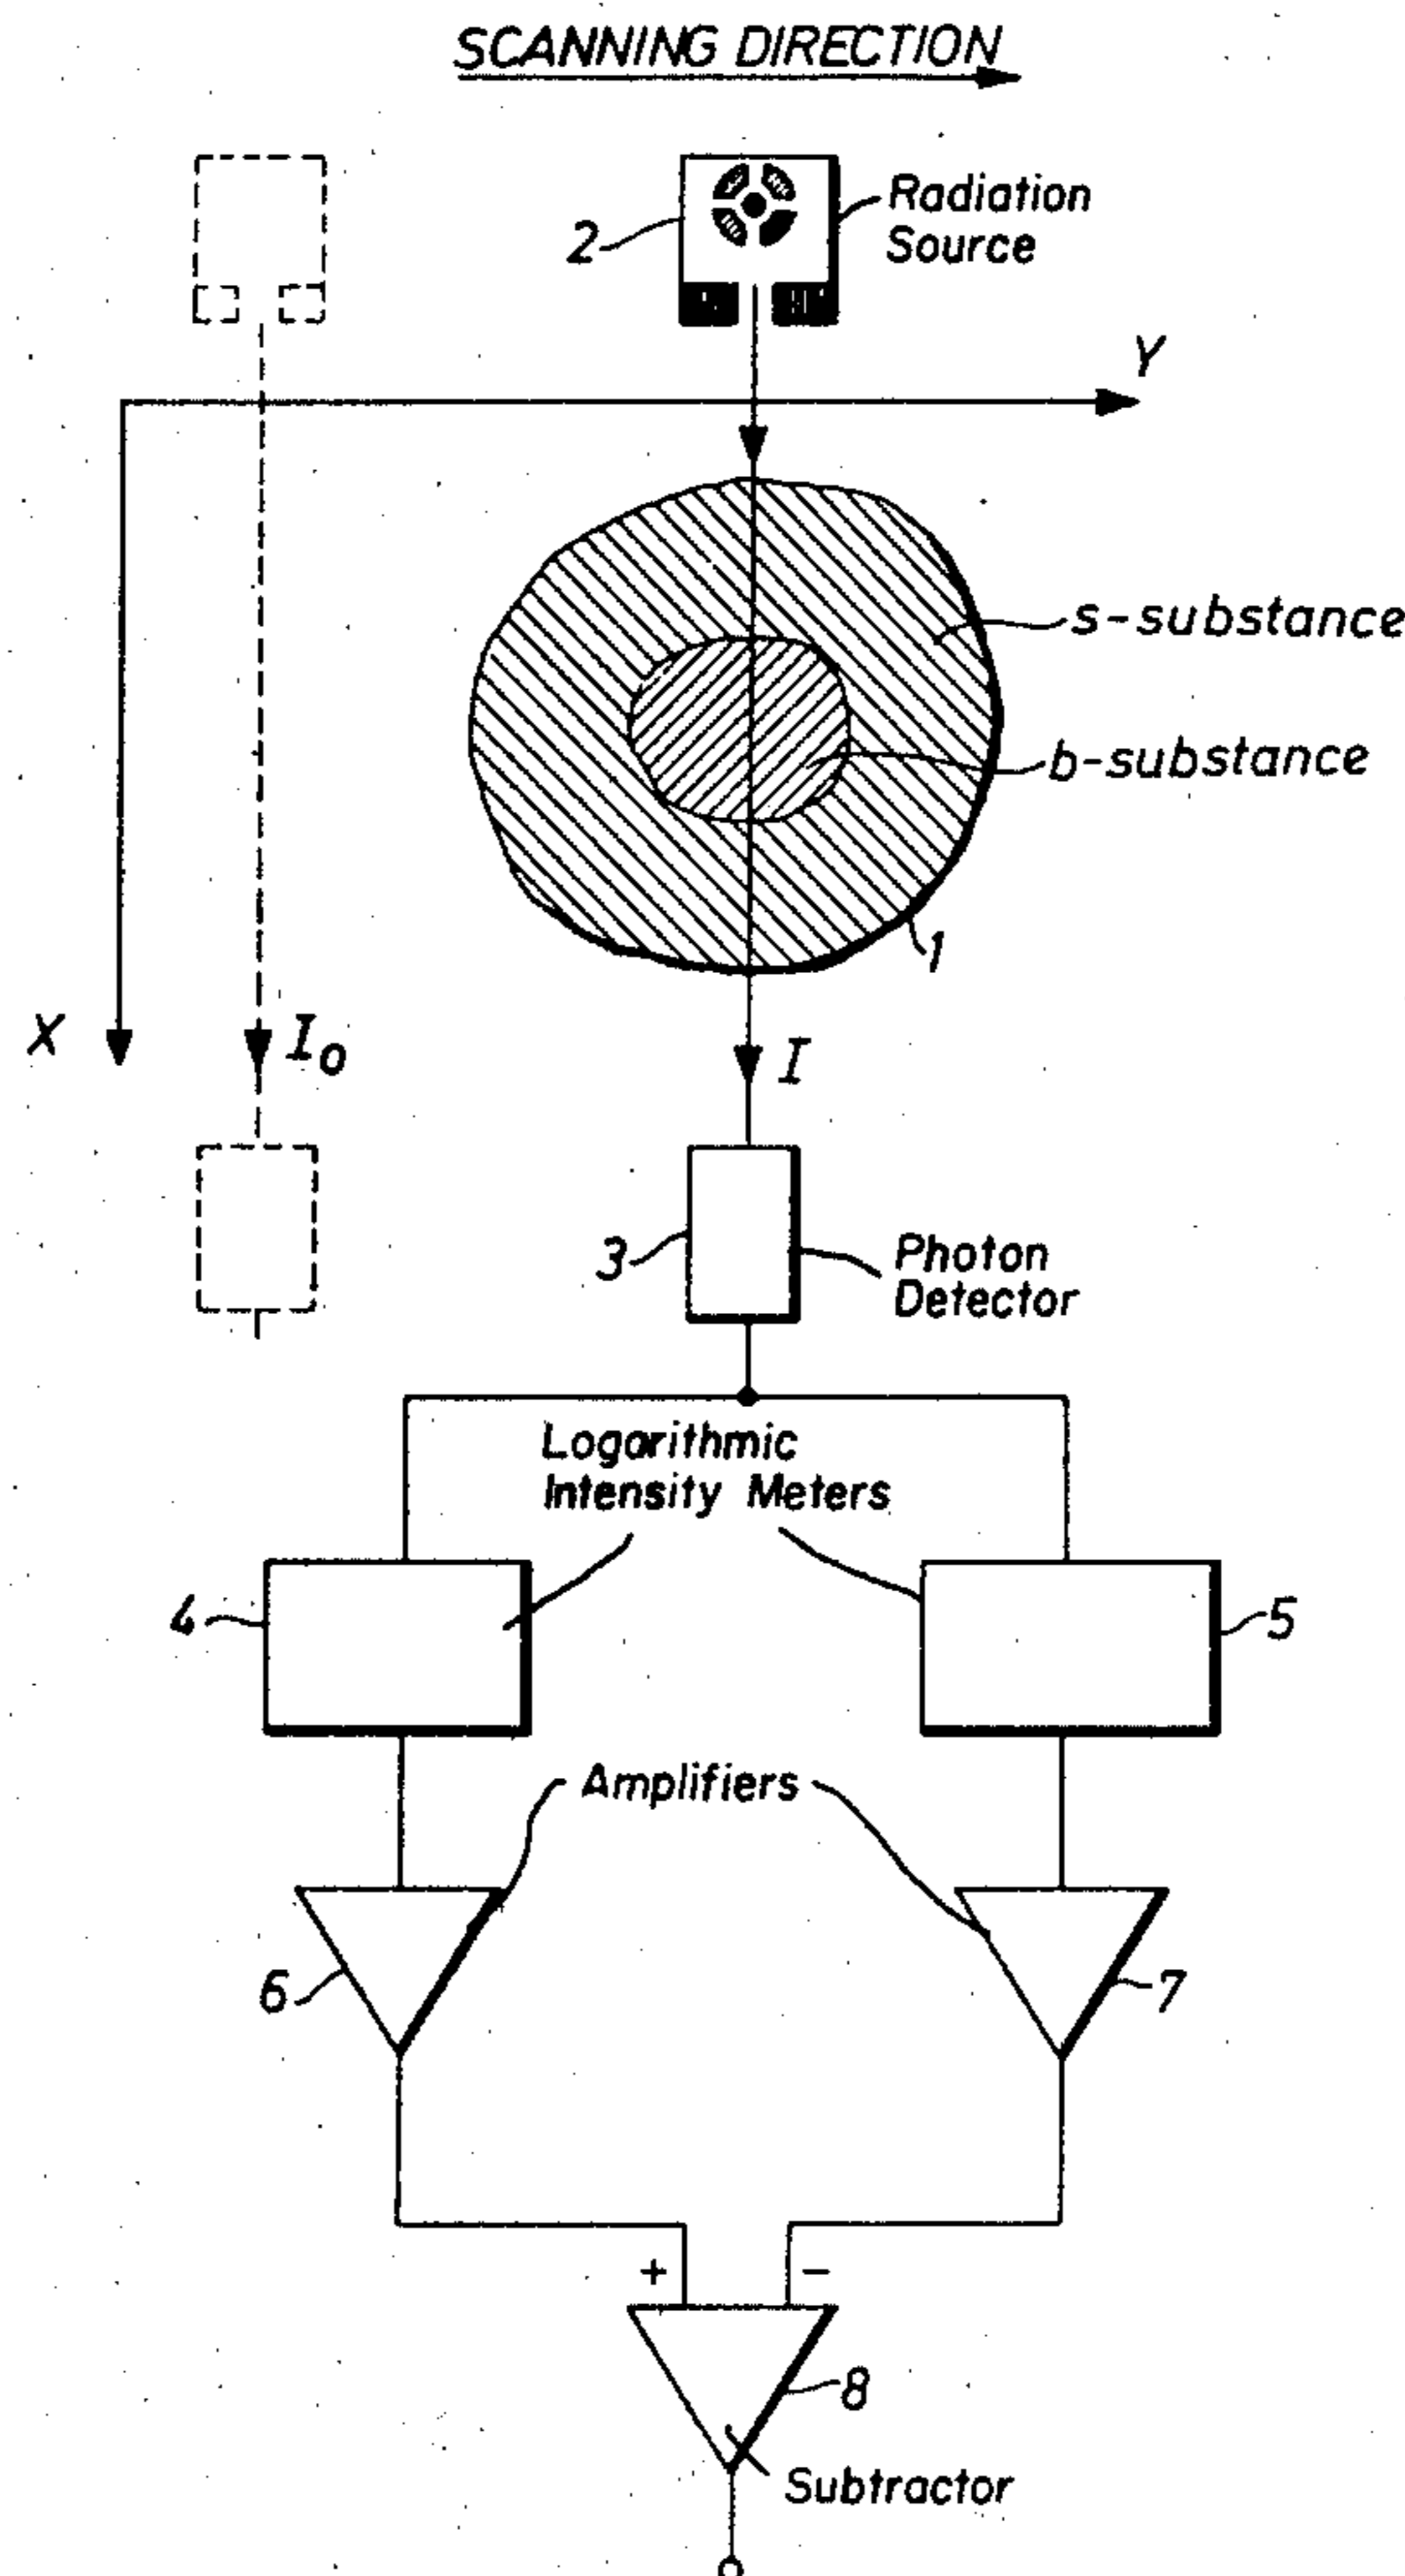 SCANNING DIRECTION
2
Radiation
Source
Y
s-substance
b-substance
1
X
I₀
I
3
Photon
Detector
Logarithmic
Intensity Meters
4
5
Amplifiers
6
7
+
-
8
Subtractor